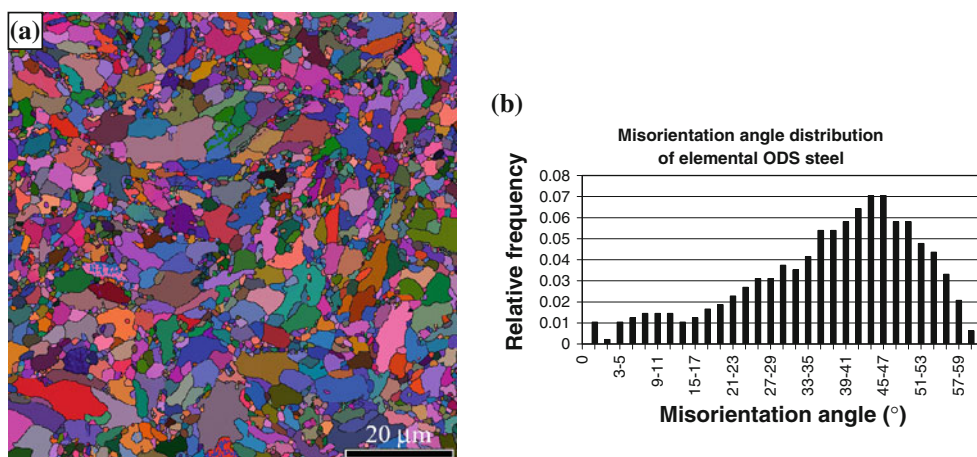 (a)
20 μm
(b)
Misorientation angle distribution
of elemental ODS steel
Relative frequency
0.08
0.07
0.06
0.05
0.04
0.03
0.02
0.01
0
0
3-5
9-11
15-17
21-23
27-29
33-35
39-41
45-47
51-53
57-59
Misorientation angle (°)